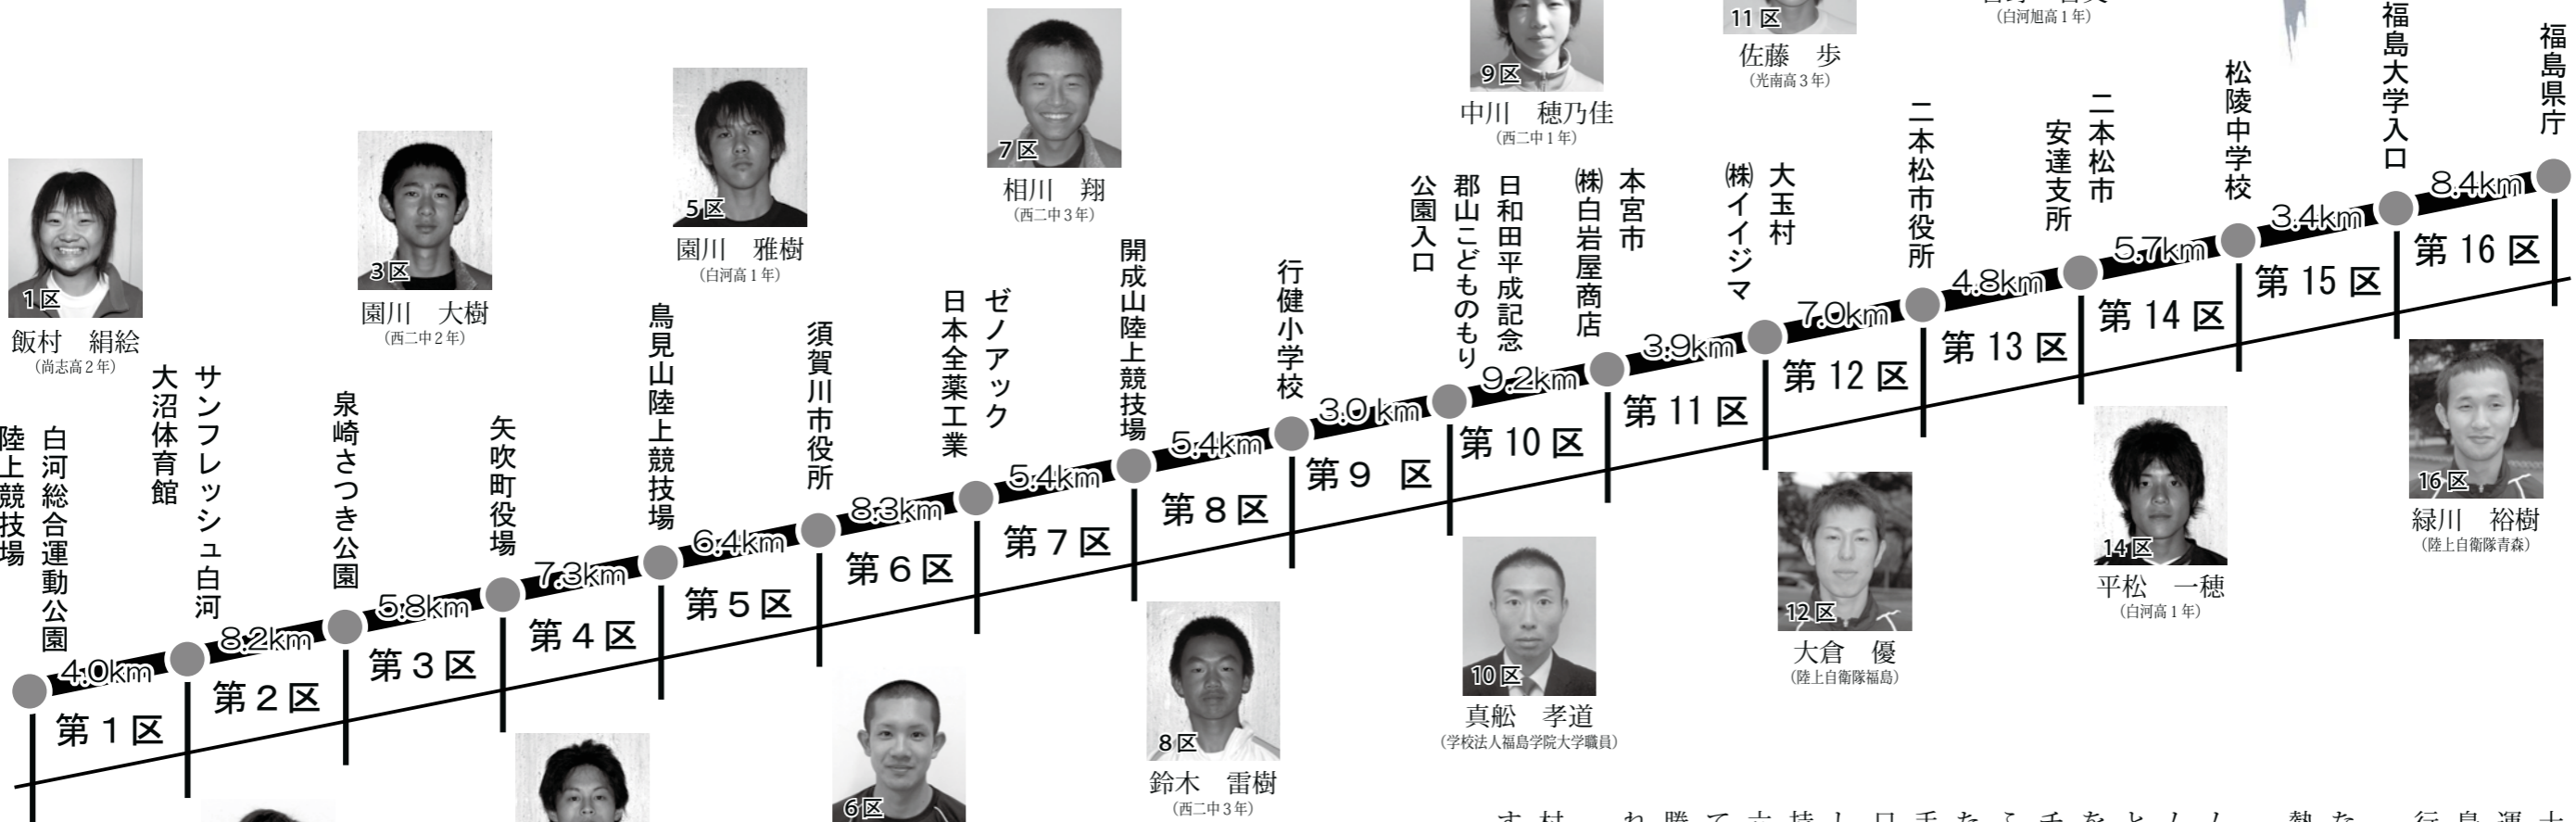 1区
飯村　絹絵
（尚志高2年）
3区
園川　大樹
（西二中2年）
5区
園川　雅樹
（白河高1年）
7区
相川　翔
（西二中3年）
9区
中川　穂乃佳
（西二中1年）
11区
佐藤　歩
（光南高3年）
（白河旭高1年）
白河総合運動公園
陸上競技場
サンフレッシュ白河
大沼体育館
泉崎さつき公園
矢吹町役場
鳥見山陸上競技場
須賀川市役所
ゼノアック
日本全薬工業
開成山陸上競技場
行健小学校
日和田平成記念
郡山こどものもり
公園入口
本宮市
㈱白岩屋商店
大玉村
㈱イイジマ
二本松市役所
二本松市
安達支所
松陵中学校
福島大学入口
福島県庁
4.0km
8.2km
5.8km
7.3km
6.4km
8.3km
5.4km
5.4km
3.0 km
9.2km
3.9km
7.0km
4.8km
5.7km
3.4km
8.4km
第1区
第2区
第3区
第4区
第5区
第6区
第7区
第8区
第9 区
第10区
第11区
第12区
第13区
第14区
第15区
第16区
6区
8区
鈴木　雷樹
（西二中3年）
10区
真舩　孝道
（学校法人福島学院大学職員）
12区
大倉　優
（陸上自衛隊福島）
14区
平松　一穂
（白河高1年）
16区
緑川　裕樹
（陸上自衛隊青森）